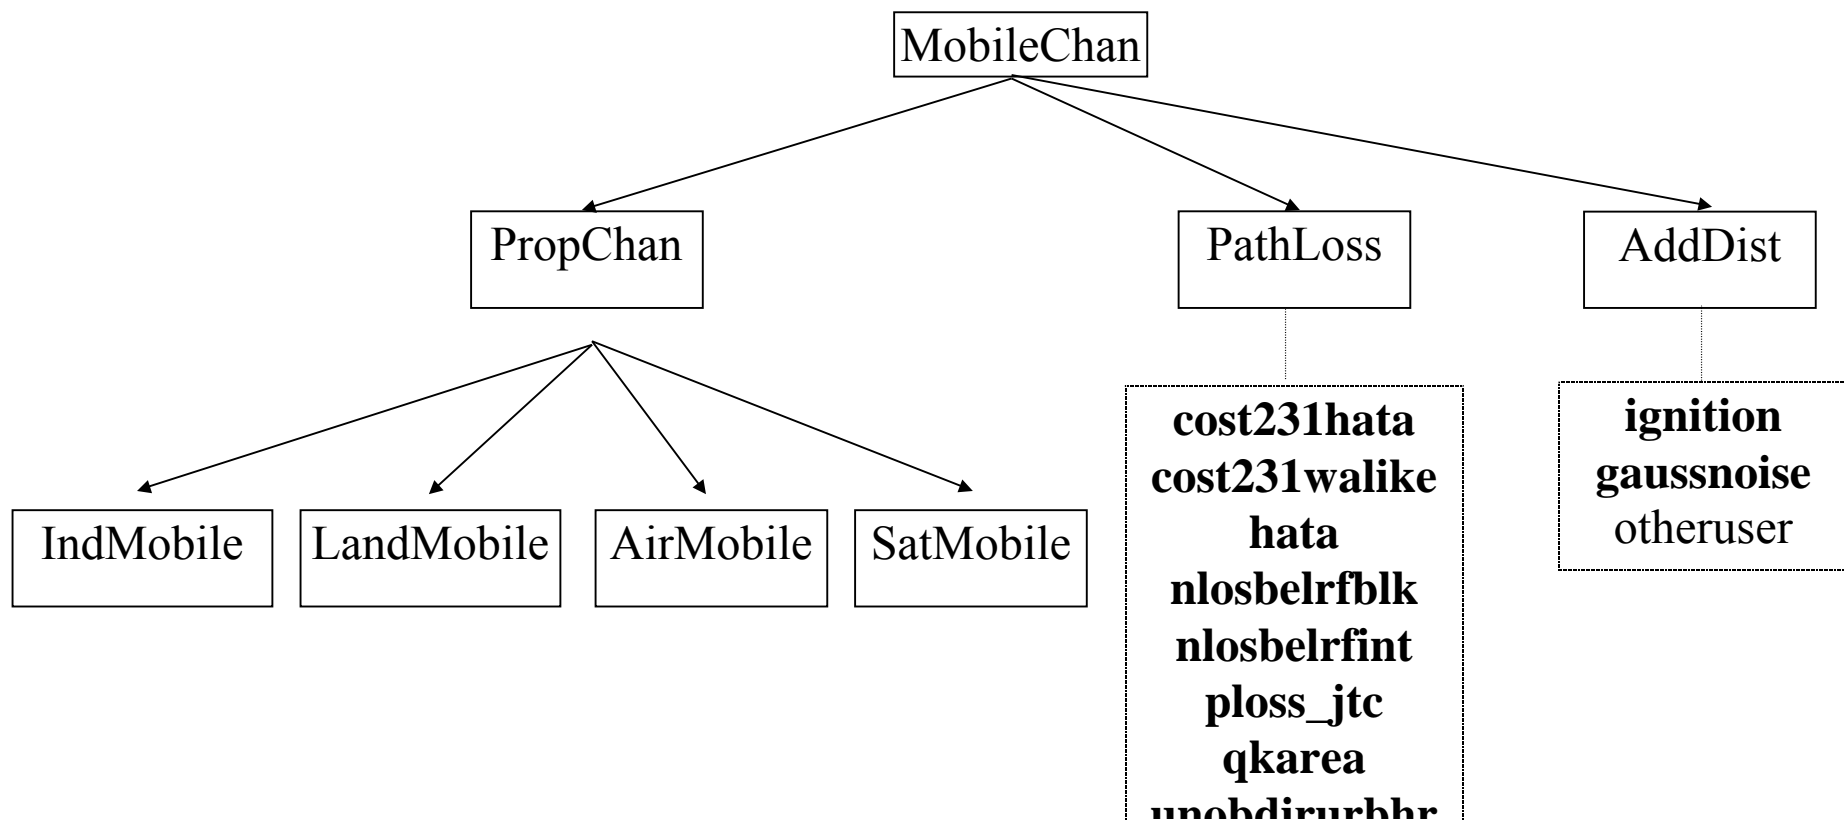 MobileChan
PropChan
PathLoss
AddDist
IndMobile
LandMobile
AirMobile
SatMobile
cost231hata
cost231walike
hata
nlosbelrfblk
nlosbelrfint
ploss_jtc
qkarea
ignition
gaussnoise
otheruser